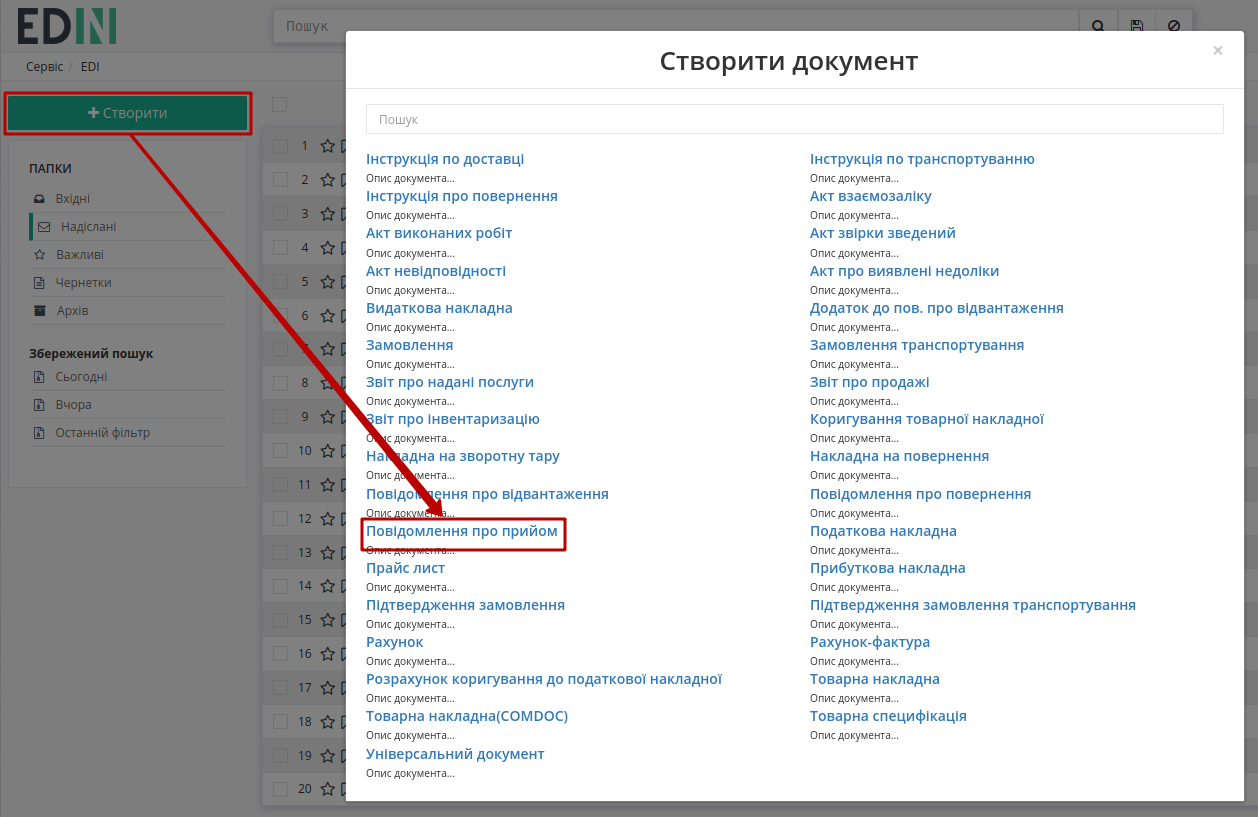 EDIN
Пошук
Сервіс / EDI
Створити
ПАПКИ
Вхідні
Надіслані
Важливі
Чернетки
Архів
Збережений пошук
Сьогодні
Вчора
Останній фільтр
1
2
3
4
5
6
8
9
10
11
12
13
14
15
16
17
18
19
20
Створити документ
×
Пошук
Інструкція по доставці
Опис документа...
Інструкція про повернення
Опис документа...
Акт виконаних робіт
Опис документа...
Акт невідповідності
Опис документа...
Видаткова накладна
Опис документа...
Замовлення
Опис документа...
Звіт про надані послуги
Опис документа...
Звіт про інвентаризацію
Опис документа...
Накладна на зворотну тару
Опис документа...
Повідомлення про відвантаження
Опис документа...
Повідомлення про прийом
Опис документа...
Прайс лист
Опис документа...
Підтвердження замовлення
Опис документа...
Рахунок
Опис документа...
Розрахунок коригування до податкової накладної
Опис документа...
Товарна накладна(COMDOC)
Опис документа...
Універсальний документ
Опис документа...
Інструкція по транспортуванню
Опис документа...
Акт взаємозаліку
Опис документа...
Акт звірки зведений
Опис документа...
Акт про виявлені недоліки
Опис документа...
Додаток до пов. про відвантаження
Опис документа...
Замовлення транспортування
Опис документа...
Звіт про продажі
Опис документа...
Коригування товарної накладної
Опис документа...
Накладна на повернення
Опис документа...
Повідомлення про повернення
Опис документа...
Податкова накладна
Опис документа...
Прибуткова накладна
Опис документа...
Підтвердження замовлення транспортування
Опис документа...
Рахунок-фактура
Опис документа...
Товарна накладна
Опис документа...
Товарна специфікація
Опис документа...